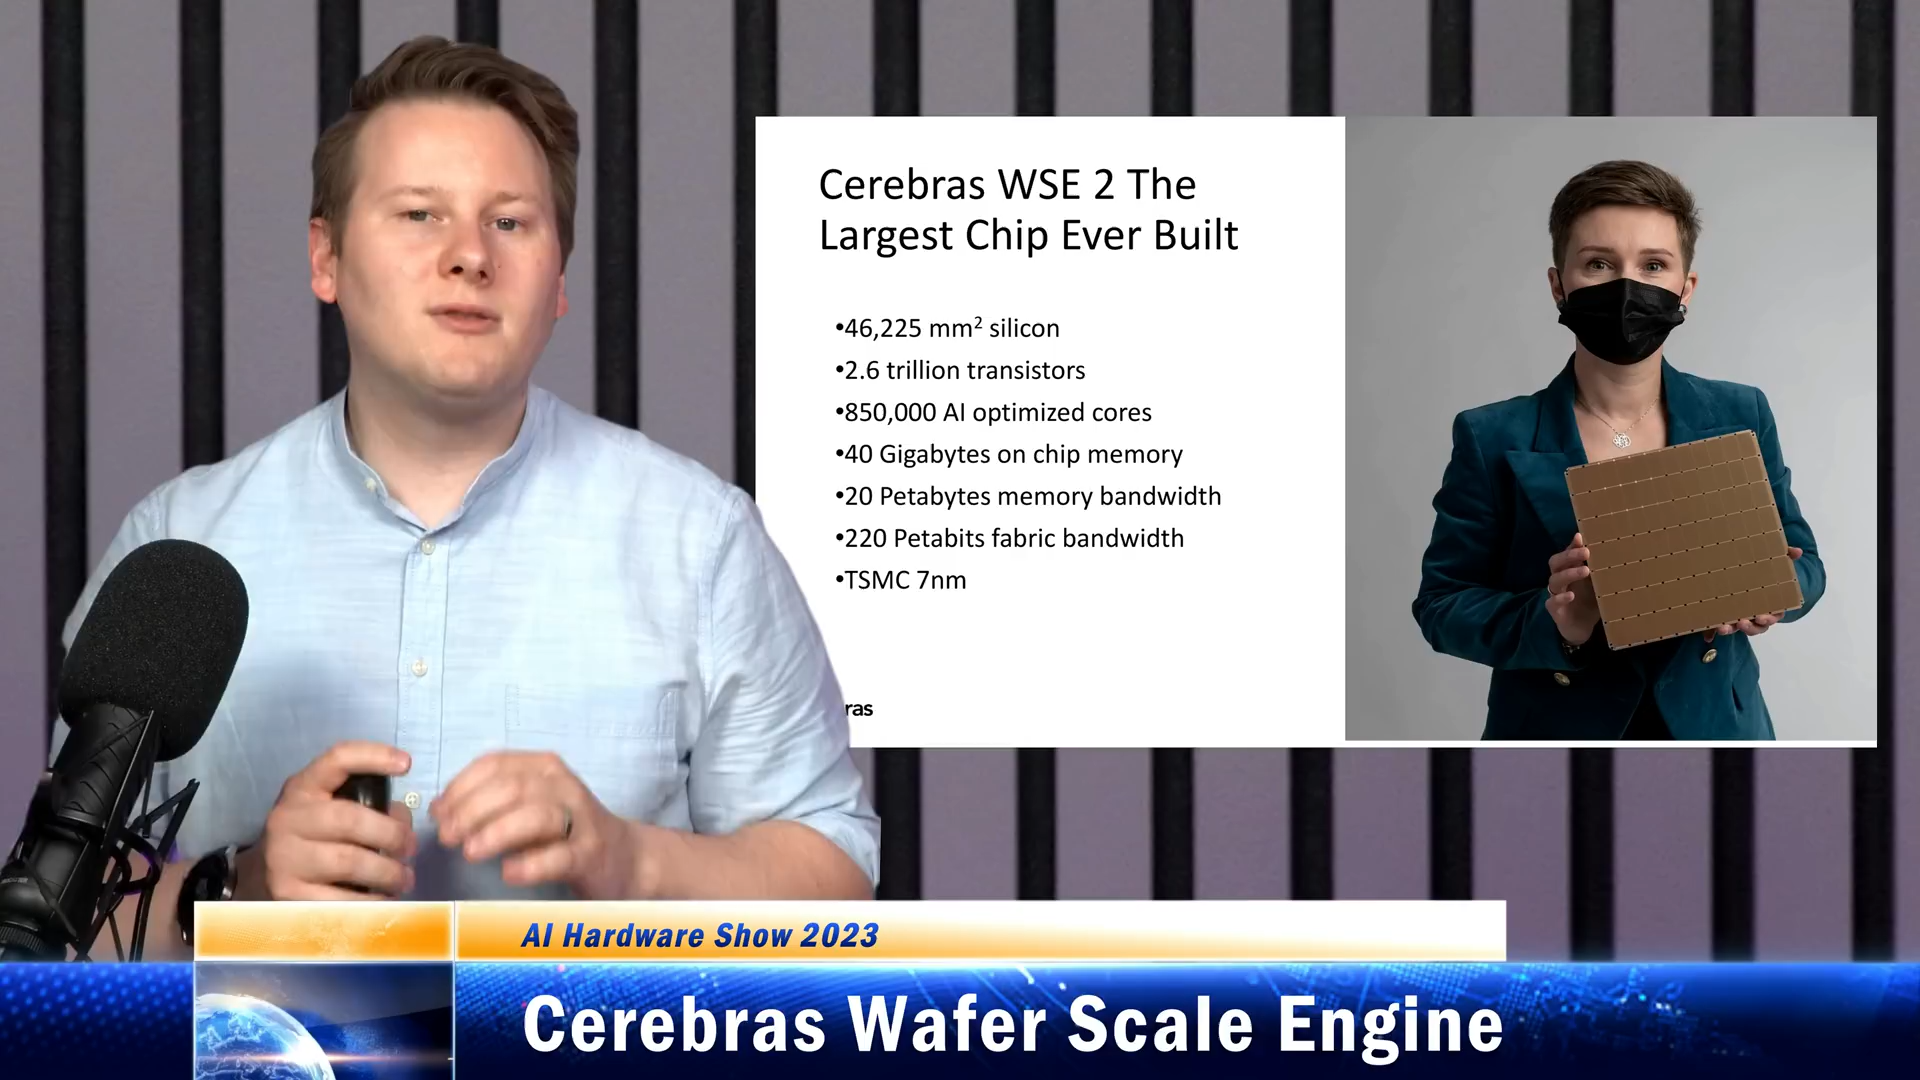 Cerebras WSE 2 The
Largest Chip Ever Built
•46,225 mm² silicon
•2.6 trillion transistors
•850,000 AI optimized cores
•40 Gigabytes on chip memory
•20 Petabytes memory bandwidth
•220 Petabits fabric bandwidth
•TSMC 7nm
ras
AI Hardware Show 2023
Cerebras Wafer Scale Engine